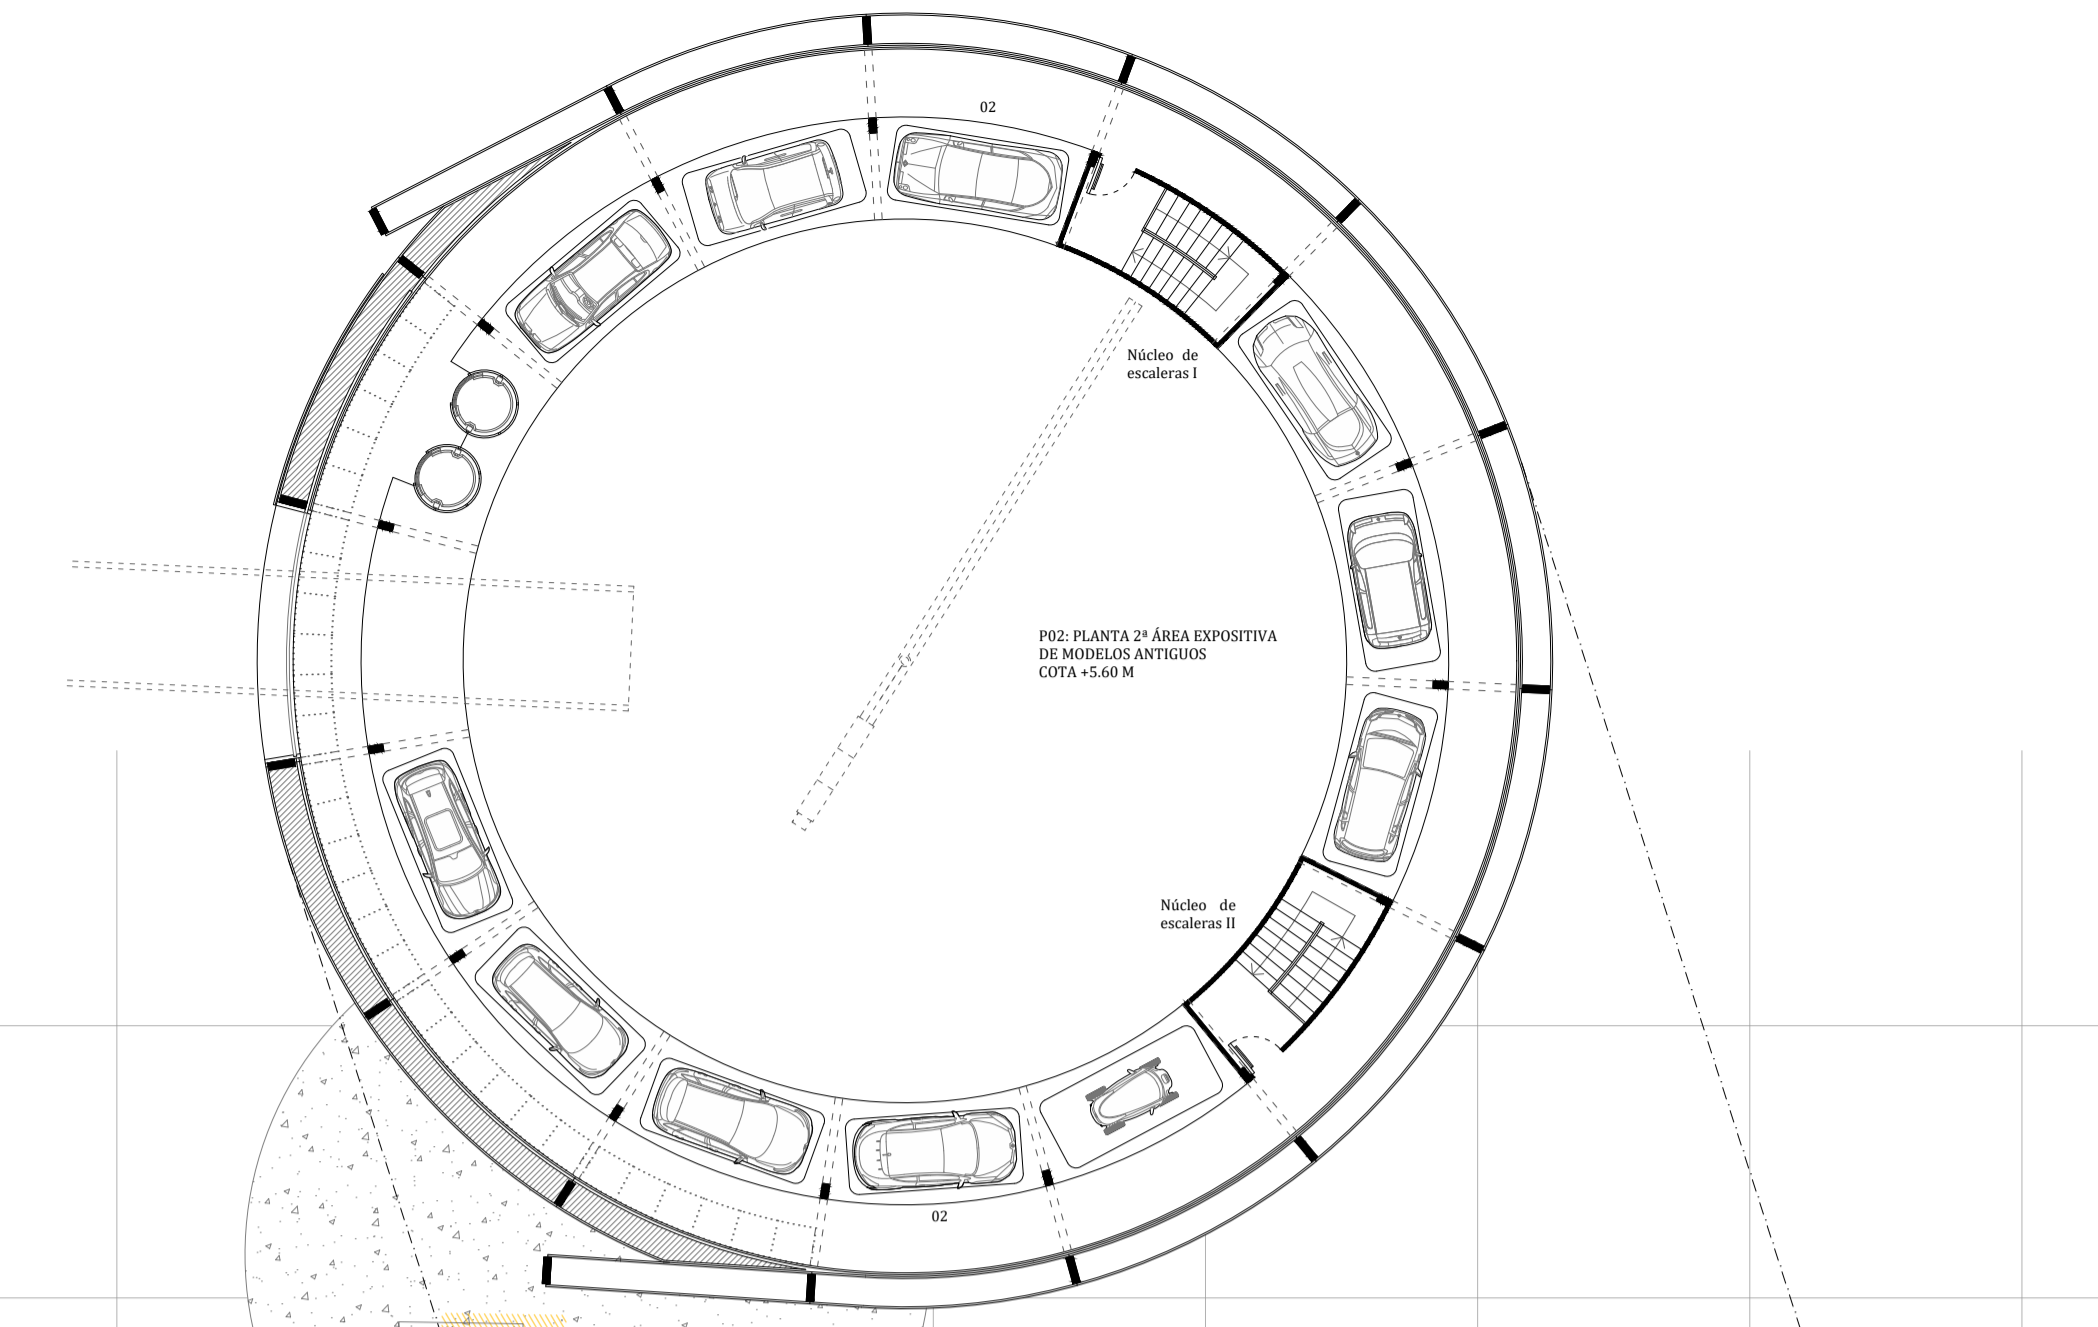 02
Núcleo de
escaleras I
P02: PLANTA 2ª ÁREA EXPOSITIVA
DE MODELOS ANTIGUOS
COTA +5.60 M
Núcleo de
escaleras II
02